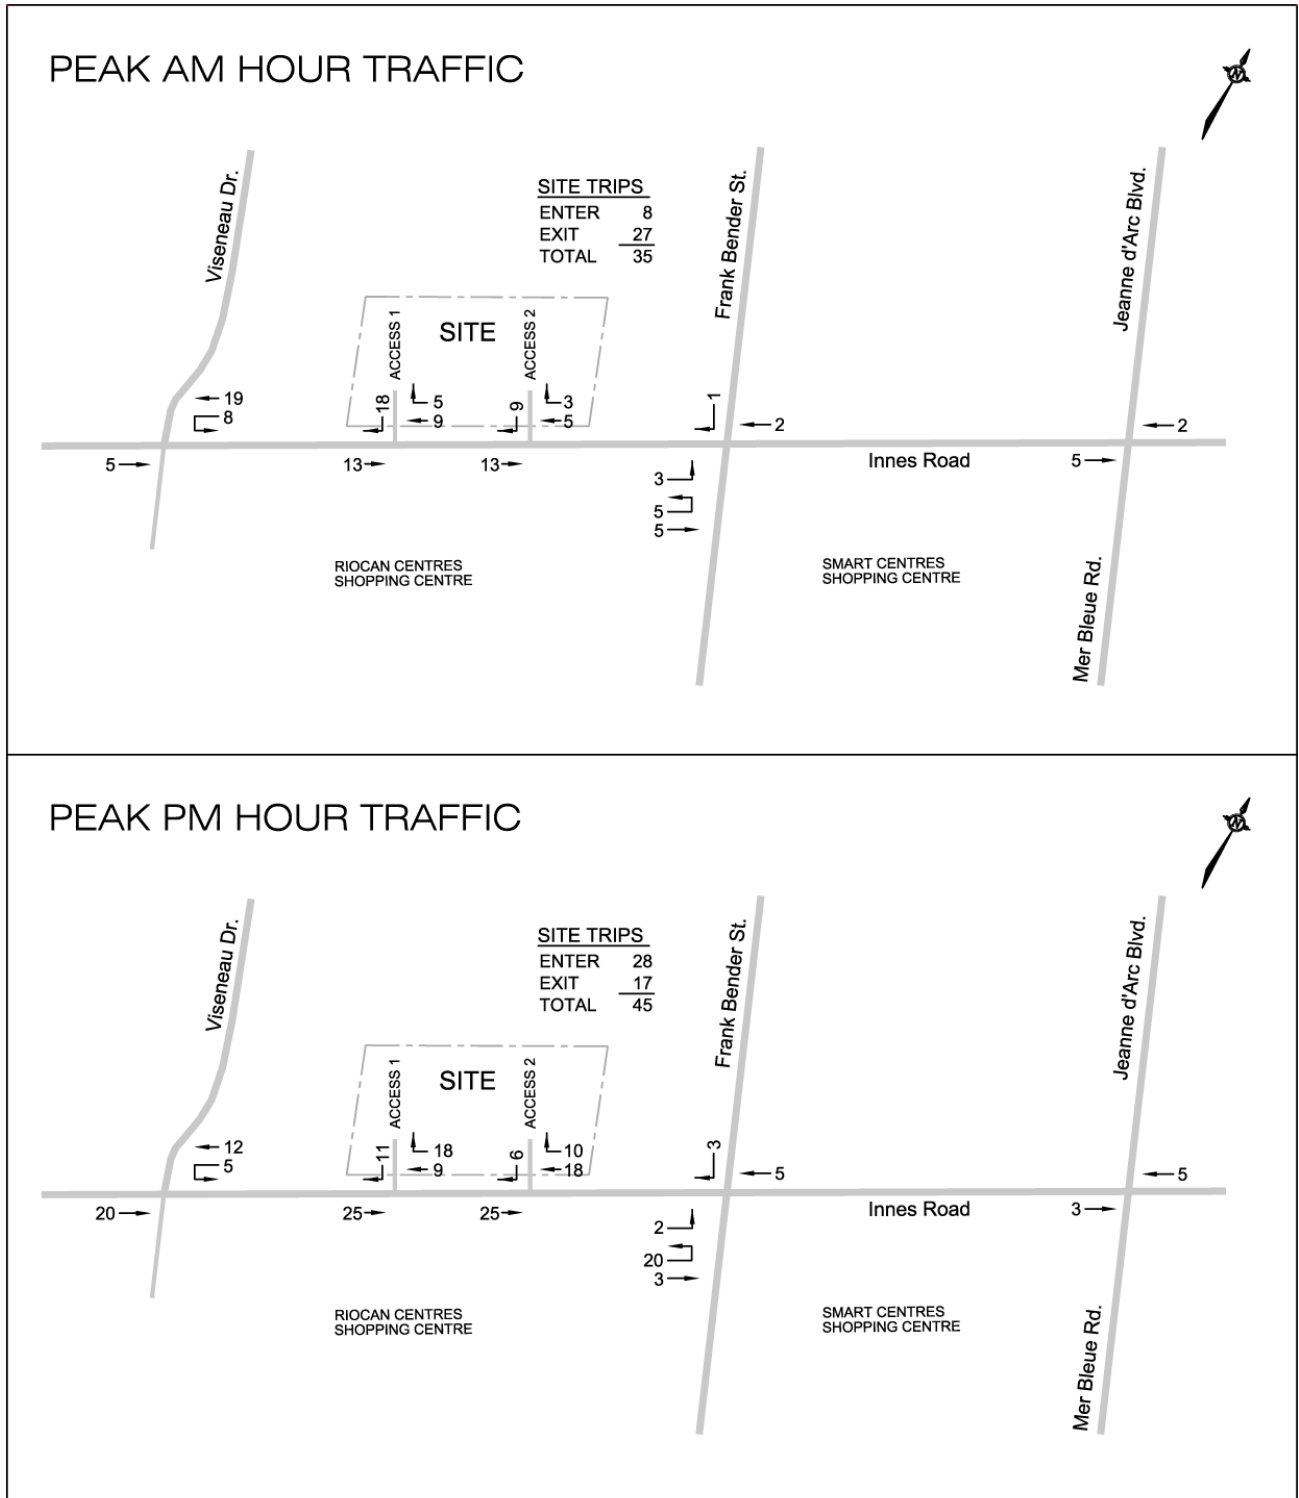 PEAK AM HOUR TRAFFIC
N
Viseneau Dr.
SITE TRIPS
ENTER 8
EXIT 27
TOTAL 35
Frank Bender St.
Jeanne d'Arc Blvd.
ACCESS 1
SITE
ACCESS 2
19
8
18
5
9
9
3
5
1
2
2
5
13
13
3
5
5
Innes Road
5
RIOCAN CENTRES
SHOPPING CENTRE
SMART CENTRES
SHOPPING CENTRE
Mer Bleue Rd.
PEAK PM HOUR TRAFFIC
N
Viseneau Dr.
SITE TRIPS
ENTER 28
EXIT 17
TOTAL 45
Frank Bender St.
Jeanne d'Arc Blvd.
ACCESS 1
SITE
ACCESS 2
12
5
11
18
9
6
10
18
3
5
5
20
25
25
2
20
3
Innes Road
3
RIOCAN CENTRES
SHOPPING CENTRE
SMART CENTRES
SHOPPING CENTRE
Mer Bleue Rd.